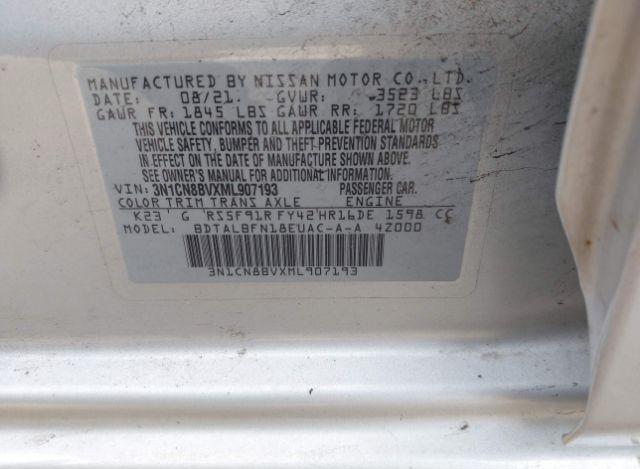 MANUFACTURED BY NISSAN MOTOR CO., LTD.
DATE: 08/21. GVWR: 3523 LBS
GAWR FR: 1845 LBS GAWR RR: 1720 LBS
THIS VEHICLE CONFORMS TO ALL APPLICABLE FEDERAL MOTOR
VEHICLE SAFETY, BUMPER AND THEFT-PREVENTION STANDARDS
IN EFFECT ON THE DATE OF MANUFACTURE SHOWN ABOVE.
SEE OWNER'S MANUAL FOR ADDITIONAL INFORMATION.
VIN: 3N1CN8BVXML907193 PASSENGER CAR.
COLOR TRIM TRANS AXLE ENGINE
K23 G RS5F91R FY42 HR16DE 1598 CC
MODEL: BDTALBFN18EUAC-A-A 4Z000
3N1CN8BVXML907193